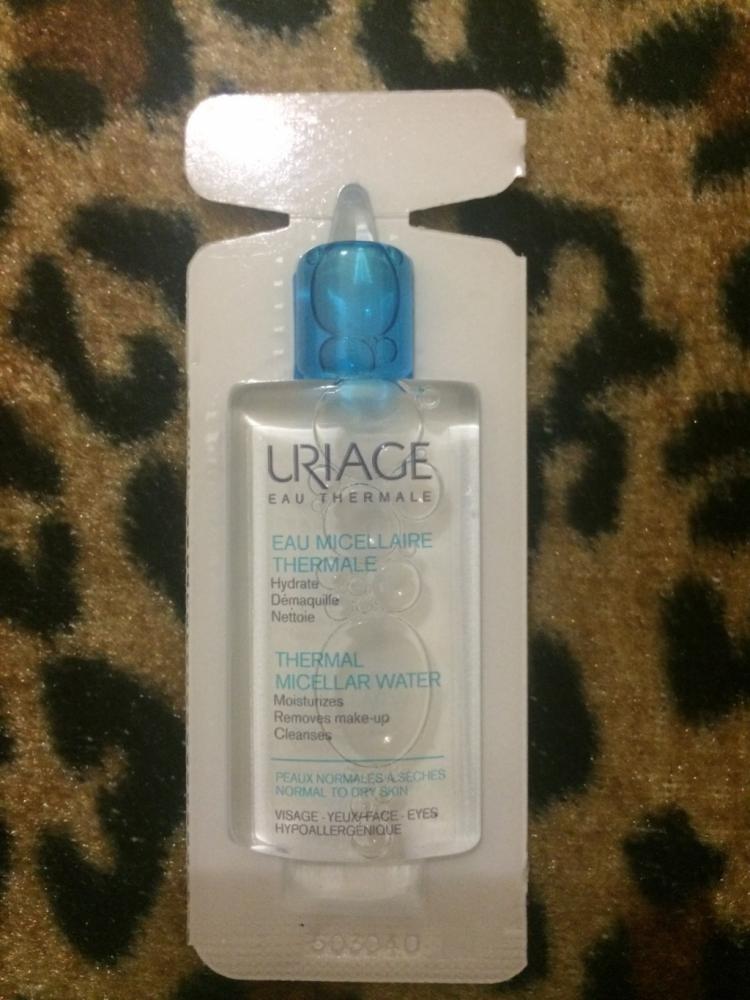 URIAGE
EAU THERMALE
EAU MICELLAIRE
THERMALE
Hydrate
Démaquille
Nettoie
THERMAL
MICELLAR WATER
Moisturizes
Removes make-up
Cleanses
PEAUX NORMALES À SÈCHES
NORMAL TO DRY SKIN
VISAGE - YEUX/FACE - EYES
HYPOALLERGÉNIQUE